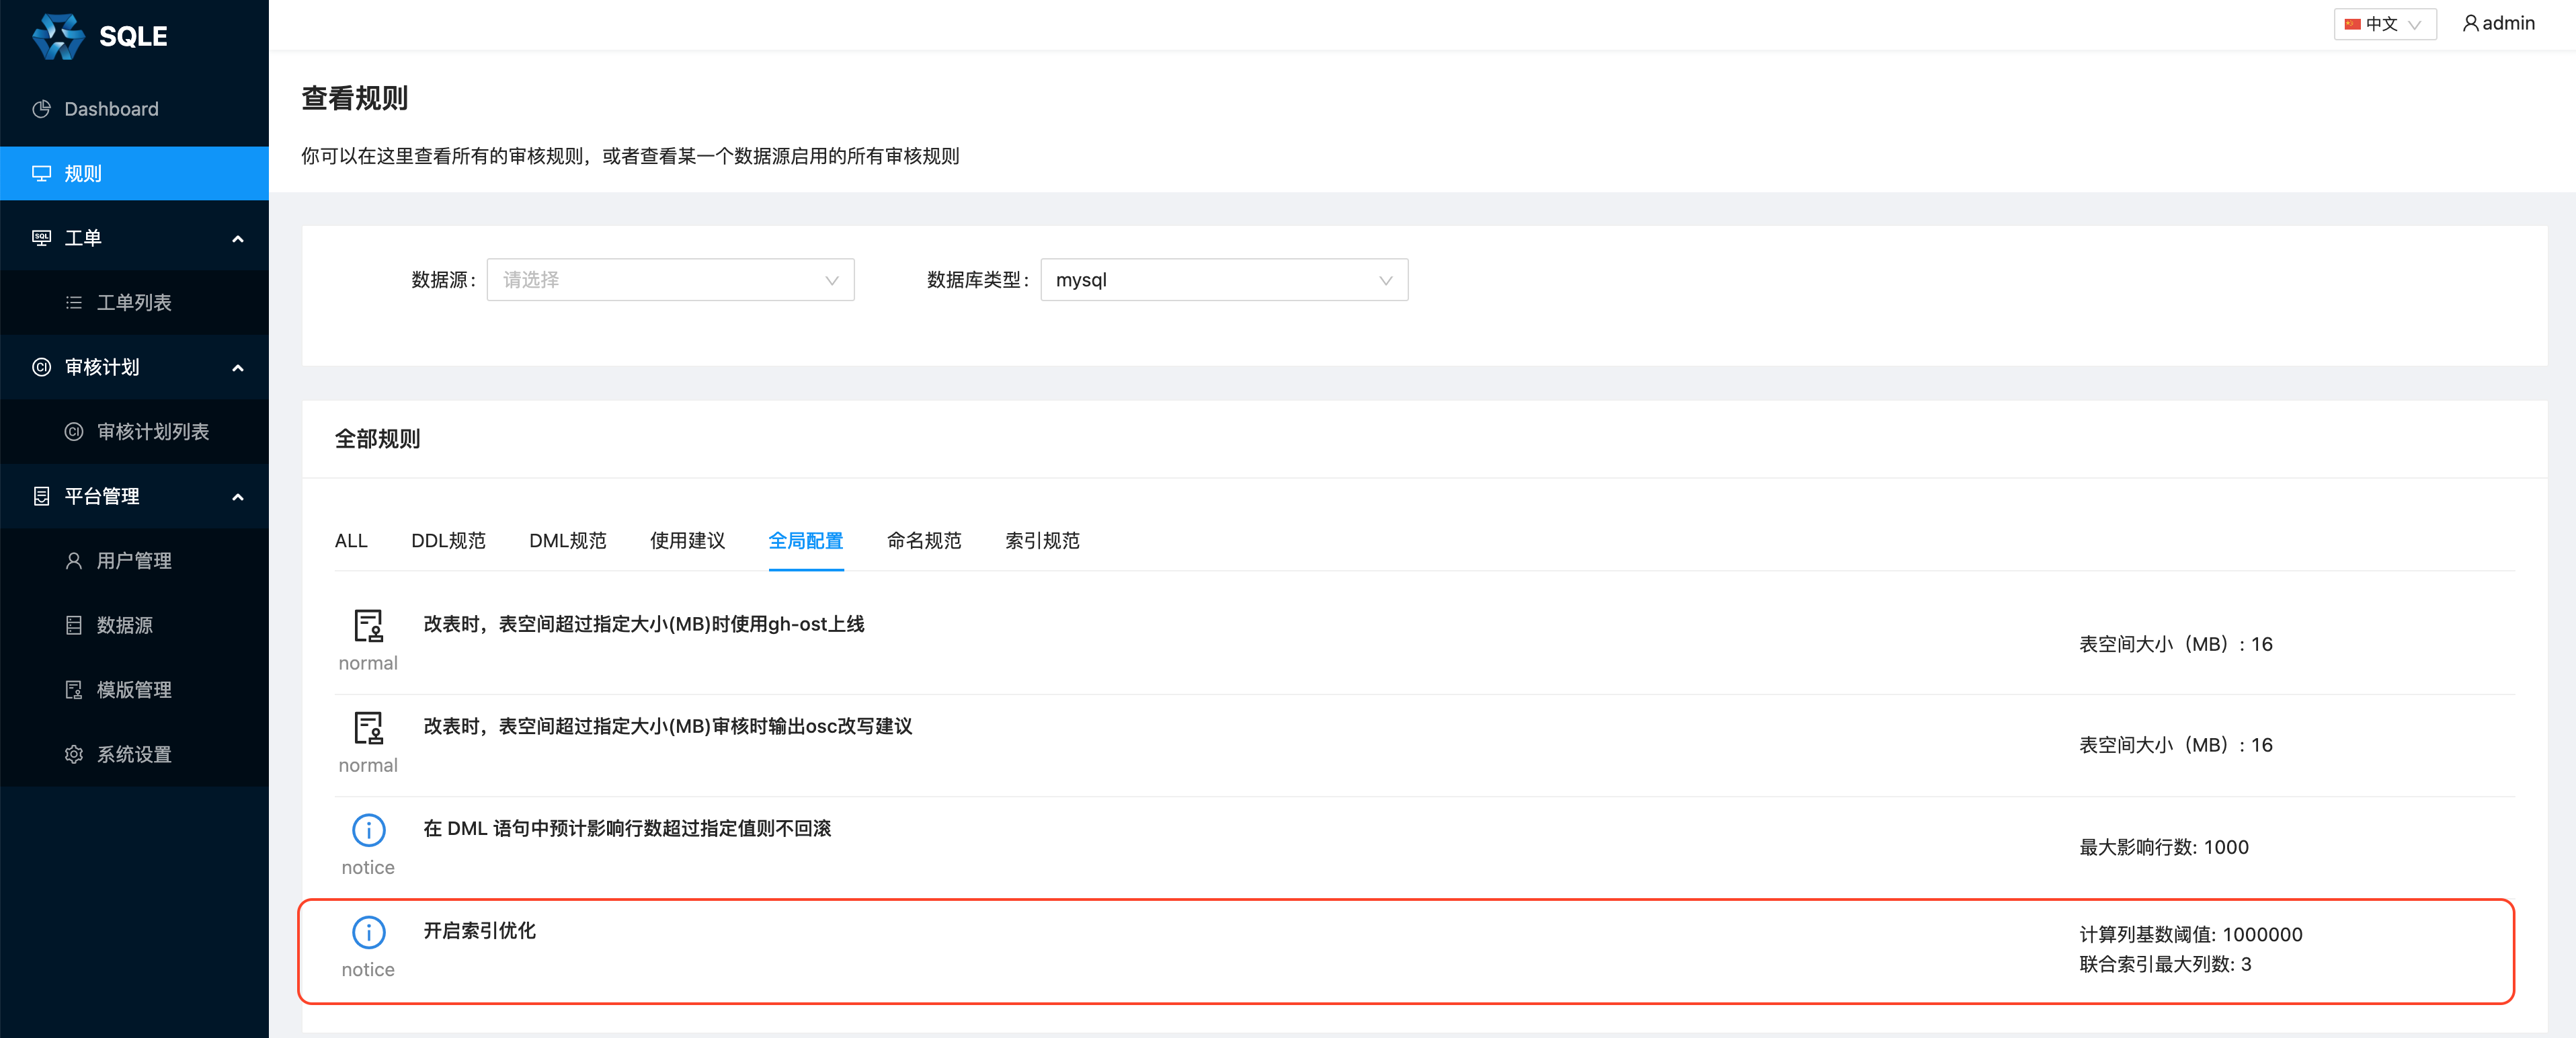 SQLE
中文
admin
Dashboard
规则
工单
工单列表
审核计划
审核计划列表
平台管理
用户管理
数据源
模版管理
系统设置
查看规则
你可以在这里查看所有的审核规则，或者查看某一个数据源启用的所有审核规则
数据源: 请选择 数据库类型: mysql
全部规则
ALL DDL规范 DML规范 使用建议 全局配置 命名规范 索引规范
改表时，表空间超过指定大小(MB)时使用gh-ost上线
normal
表空间大小（MB）: 16
改表时，表空间超过指定大小(MB)审核时输出osc改写建议
normal
表空间大小（MB）: 16
在 DML 语句中预计影响行数超过指定值则不回滚
notice
最大影响行数: 1000
开启索引优化
notice
计算列基数阈值: 1000000
联合索引最大列数: 3